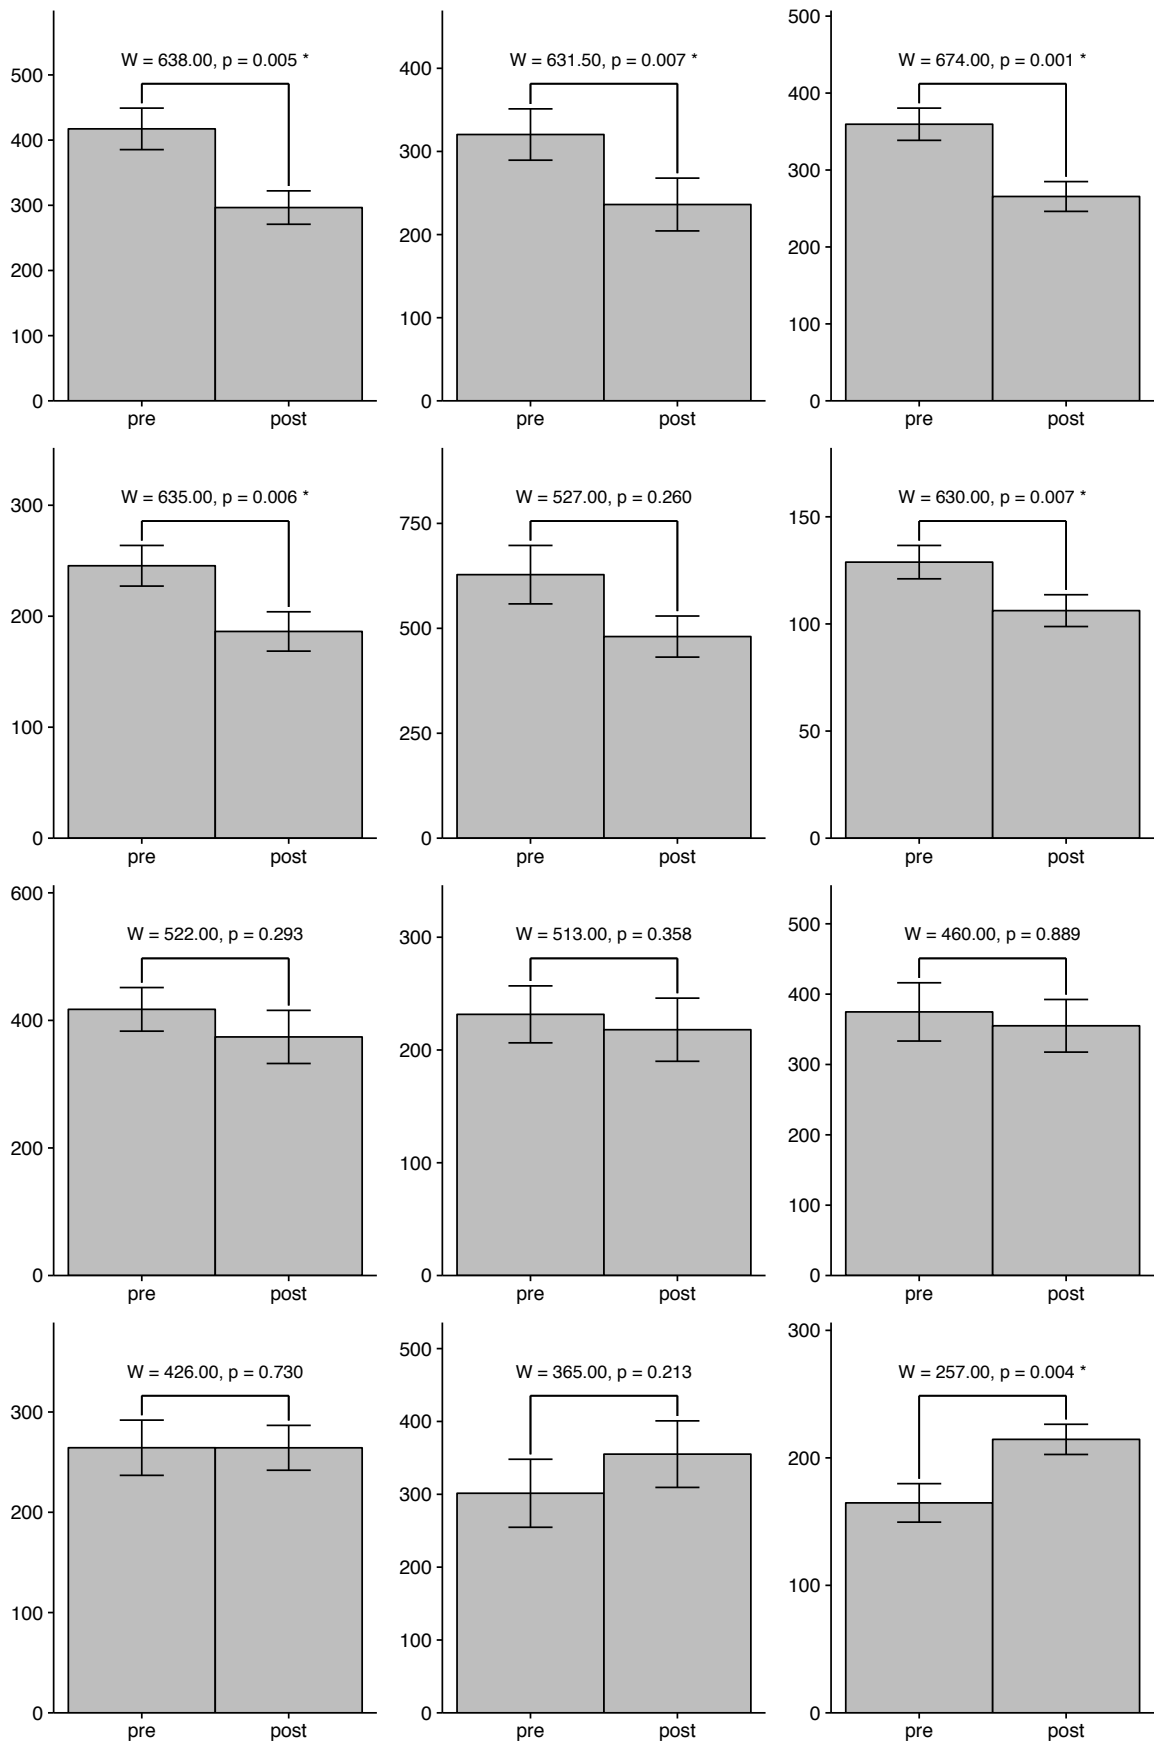 W = 638.00, p = 0.005 *
500
400
300
200
100
0
pre post
W = 631.50, p = 0.007 *
400
300
200
100
0
pre post
500
W = 674.00, p = 0.001 *
400
300
200
100
0
pre post
W = 635.00, p = 0.006 *
300
200
100
0
pre post
W = 527.00, p = 0.260
750
500
250
0
pre post
W = 630.00, p = 0.007 *
150
100
50
0
pre post
600
W = 522.00, p = 0.293
400
200
0
pre post
W = 513.00, p = 0.358
300
200
100
0
pre post
500
W = 460.00, p = 0.889
400
300
200
100
0
pre post
W = 426.00, p = 0.730
300
200
100
0
pre post
500
W = 365.00, p = 0.213
400
300
200
100
0
pre post
300
W = 257.00, p = 0.004 *
200
100
0
pre post